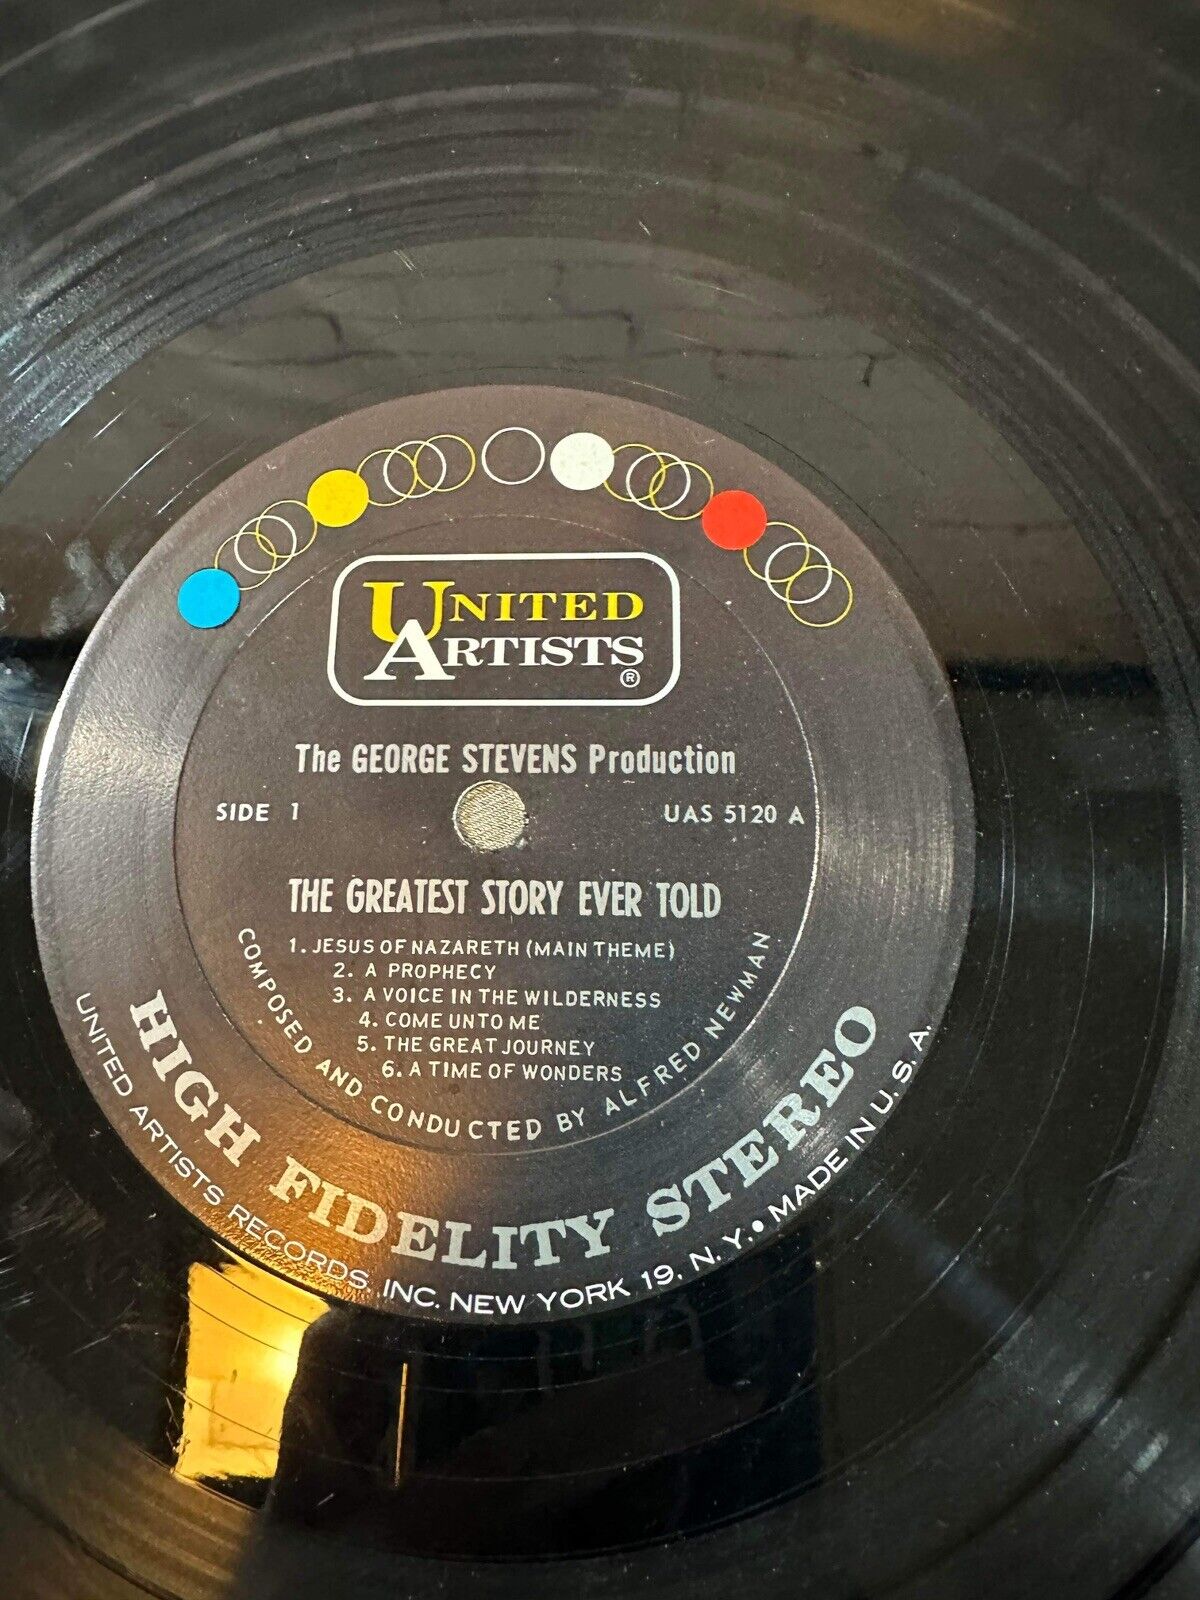 UNITED
ARTISTS ®
The GEORGE STEVENS Production
SIDE 1
UAS 5120 A
THE GREATEST STORY EVER TOLD
1. JESUS OF NAZARETH (MAIN THEME)
2. A PROPHECY
3. A VOICE IN THE WILDERNESS
4. COME UNTO ME
5. THE GREAT JOURNEY
6. A TIME OF WONDERS
COMPOSED AND CONDUCTED BY ALFRED NEWMAN
HIGH FIDELITY STEREO
UNITED ARTISTS RECORDS, INC. NEW YORK 19, N. Y. • MADE IN U. S. A.